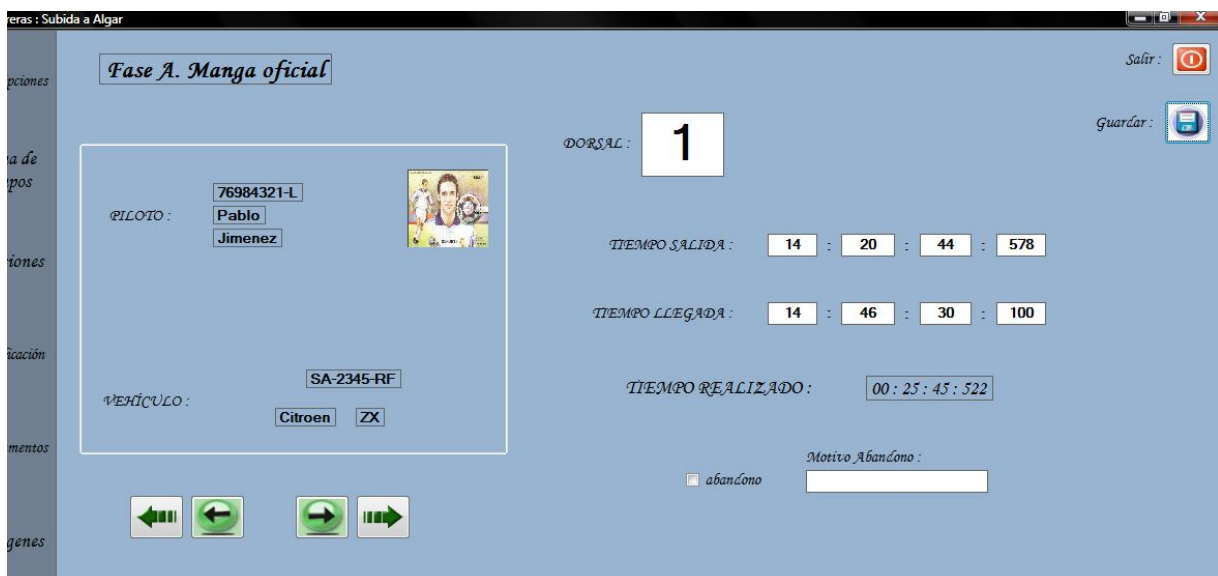 reras : Subida a Algar
Fase A. Manga oficial
Salir :
Guardar :
pciones
a de
pos
iones
ficación
mentos
genes
DORSAL : 1
PILOTO :
76984321-L
Pablo
Jimenez
VEHÍCULO :
SA-2345-RF
Citroen ZX
TIEMPO SALIDA : 14 : 20 : 44 : 578
TIEMPO LLEGADA : 14 : 46 : 30 : 100
TIEMPO REALIZADO : 00 : 25 : 45 : 522
Motivo Abandono :
abandono